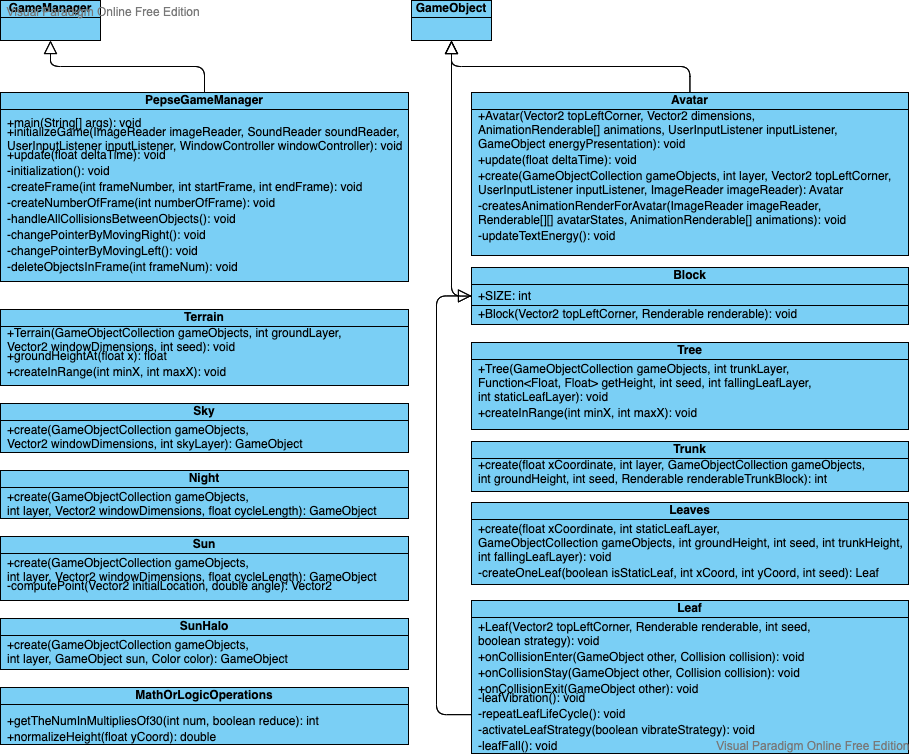 GameManager
Visual Paradigm Online Free Edition
GameObject
PepseGameManager
+main(String[] args): void
+initializeGame(ImageReader imageReader, SoundReader soundReader,
UserInputListener inputListener, WindowController windowController): void
+update(float deltaTime): void
-initialization(): void
-createFrame(int frameNumber, int startFrame, int endFrame): void
-createNumberOfFrame(int numberOfFrame): void
-handleAllCollisionsBetweenObjects(): void
-changePointerByMovingRight(): void
-changePointerByMovingLeft(): void
-deleteObjectsInFrame(int frameNum): void
Terrain
+Terrain(GameObjectCollection gameObjects, int groundLayer,
Vector2 windowDimensions, int seed): void
+groundHeightAt(float x): float
+createInRange(int minX, int maxX): void
Sky
+create(GameObjectCollection gameObjects,
Vector2 windowDimensions, int skyLayer): GameObject
Night
+create(GameObjectCollection gameObjects,
int layer, Vector2 windowDimensions, float cycleLength): GameObject
Sun
+create(GameObjectCollection gameObjects,
int layer, Vector2 windowDimensions, float cycleLength): GameObject
-computePoint(Vector2 initialLocation, double angle): Vector2
SunHalo
+create(GameObjectCollection gameObjects,
int layer, GameObject sun, Color color): GameObject
MathOrLogicOperations
+getTheNumInMultipliesOf30(int num, boolean reduce): int
+normalizeHeight(float yCoord): double
Avatar
+Avatar(Vector2 topLeftCorner, Vector2 dimensions,
AnimationRenderable[] animations, UserInputListener inputListener,
GameObject energyPresentation): void
+update(float deltaTime): void
+create(GameObjectCollection gameObjects, int layer, Vector2 topLeftCorner,
UserInputListener inputListener, ImageReader imageReader): Avatar
-createsAnimationRenderForAvatar(ImageReader imageReader,
Renderable[][] avatarStates, AnimationRenderable[] animations): void
-updateTextEnergy(): void
Block
+SIZE: int
+Block(Vector2 topLeftCorner, Renderable renderable): void
Tree
+Tree(GameObjectCollection gameObjects, int trunkLayer,
Function<Float, Float> getHeight, int seed, int fallingLeafLayer,
int staticLeafLayer): void
+createInRange(int minX, int maxX): void
Trunk
+create(float xCoordinate, int layer, GameObjectCollection gameObjects,
int groundHeight, int seed, Renderable renderableTrunkBlock): int
Leaves
+create(float xCoordinate, int staticLeafLayer,
GameObjectCollection gameObjects, int groundHeight, int seed, int trunkHeight,
int fallingLeafLayer): void
-createOneLeaf(boolean isStaticLeaf, int xCoord, int yCoord, int seed): Leaf
Leaf
+Leaf(Vector2 topLeftCorner, Renderable renderable, int seed,
boolean strategy): void
+onCollisionEnter(GameObject other, Collision collision): void
+onCollisionStay(GameObject other, Collision collision): void
+onCollisionExit(GameObject other): void
-leafVibration(): void
-repeatLeafLifeCycle(): void
-activateLeafStrategy(boolean vibrateStrategy): void
-leafFall(): void
Visual Paradigm Online Free Edition